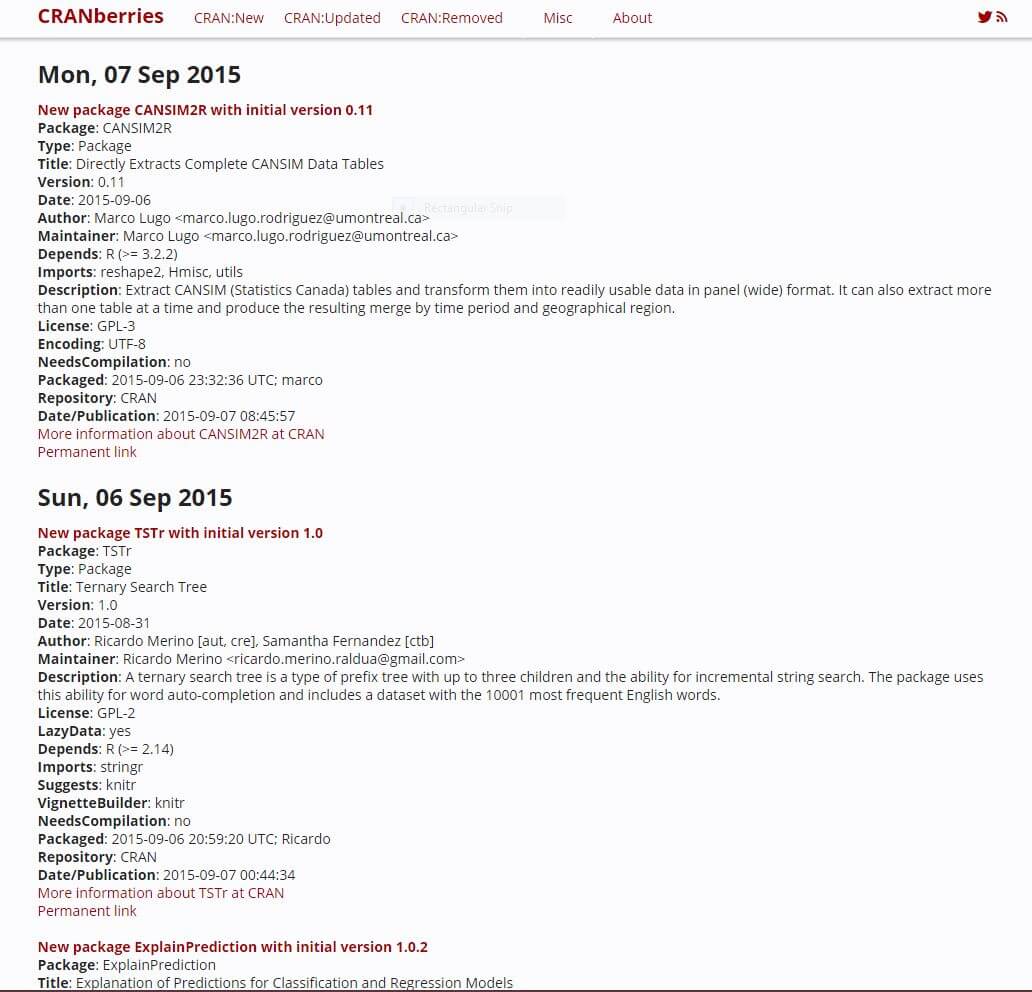 CRANberries CRAN:New CRAN:Updated CRAN:Removed Misc About
Mon, 07 Sep 2015
New package CANSIM2R with initial version 0.11
Package: CANSIM2R
Type: Package
Title: Directly Extracts Complete CANSIM Data Tables
Version: 0.11
Date: 2015-09-06
Rectangular Snip
Author: Marco Lugo <marco.lugo.rodriguez@umontreal.ca>
Maintainer: Marco Lugo <marco.lugo.rodriguez@umontreal.ca>
Depends: R (>= 3.2.2)
Imports: reshape2, Hmisc, utils
Description: Extract CANSIM (Statistics Canada) tables and transform them into readily usable data in panel (wide) format. It can also extract more
than one table at a time and produce the resulting merge by time period and geographical region.
License: GPL-3
Encoding: UTF-8
NeedsCompilation: no
Packaged: 2015-09-06 23:32:36 UTC; marco
Repository: CRAN
Date/Publication: 2015-09-07 08:45:57
More information about CANSIM2R at CRAN
Permanent link
Sun, 06 Sep 2015
New package TSTr with initial version 1.0
Package: TSTr
Type: Package
Title: Ternary Search Tree
Version: 1.0
Date: 2015-08-31
Author: Ricardo Merino [aut, cre], Samantha Fernandez [ctb]
Maintainer: Ricardo Merino <ricardo.merino.raldua@gmail.com>
Description: A ternary search tree is a type of prefix tree with up to three children and the ability for incremental string search. The package uses
this ability for word auto-completion and includes a dataset with the 10001 most frequent English words.
License: GPL-2
LazyData: yes
Depends: R (>= 2.14)
Imports: stringr
Suggests: knitr
VignetteBuilder: knitr
NeedsCompilation: no
Packaged: 2015-09-06 20:59:20 UTC; Ricardo
Repository: CRAN
Date/Publication: 2015-09-07 00:44:34
More information about TSTr at CRAN
Permanent link
New package ExplainPrediction with initial version 1.0.2
Package: ExplainPrediction
Title: Explanation of Predictions for Classification and Regression Models